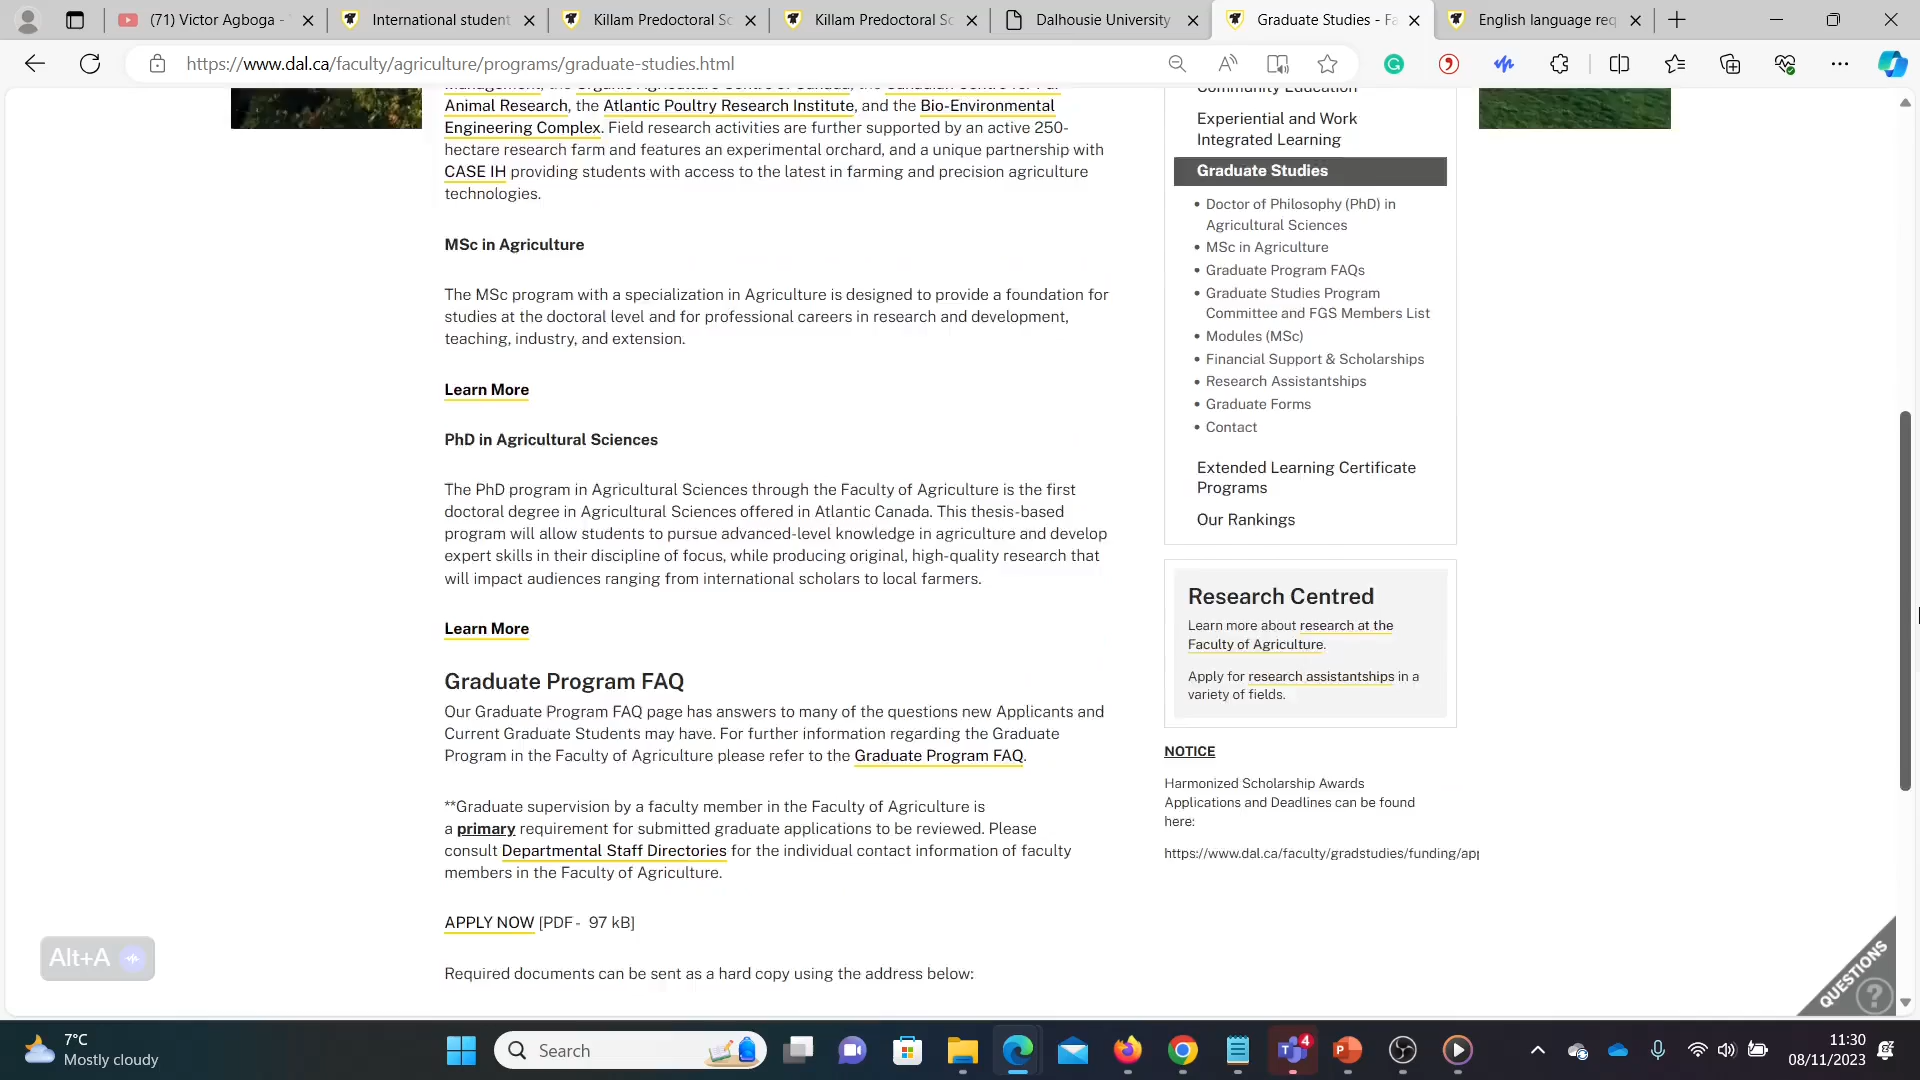 (71) Victor Agboga -
International student
Killam Predoctoral Sc
Killam Predoctoral Sc
Dalhousie University
Graduate Studies - Fa
English language req
https://www.dal.ca/faculty/agriculture/programs/graduate-studies.html
Animal Research, the Atlantic Poultry Research Institute, and the Bio-Environmental
Engineering Complex. Field research activities are further supported by an active 250-
hectare research farm and features an experimental orchard, and a unique partnership with
CASE IH providing students with access to the latest in farming and precision agriculture
technologies.
MSc in Agriculture
The MSc program with a specialization in Agriculture is designed to provide a foundation for
studies at the doctoral level and for professional careers in research and development,
teaching, industry, and extension.
Learn More
PhD in Agricultural Sciences
The PhD program in Agricultural Sciences through the Faculty of Agriculture is the first
doctoral degree in Agricultural Sciences offered in Atlantic Canada. This thesis-based
program will allow students to pursue advanced-level knowledge in agriculture and develop
expert skills in their discipline of focus, while producing original, high-quality research that
will impact audiences ranging from international scholars to local farmers.
Learn More
Graduate Program FAQ
Our Graduate Program FAQ page has answers to many of the questions new Applicants and
Current Graduate Students may have. For further information regarding the Graduate
Program in the Faculty of Agriculture please refer to the Graduate Program FAQ.
**Graduate supervision by a faculty member in the Faculty of Agriculture is
a primary requirement for submitted graduate applications to be reviewed. Please
consult Departmental Staff Directories for the individual contact information of faculty
members in the Faculty of Agriculture.
APPLY NOW [PDF - 97 kB]
Required documents can be sent as a hard copy using the address below:
Community Education
Experiential and Work
Integrated Learning
Graduate Studies
• Doctor of Philosophy (PhD) in
Agricultural Sciences
• MSc in Agriculture
• Graduate Program FAQs
• Graduate Studies Program
Committee and FGS Members List
• Modules (MSc)
• Financial Support & Scholarships
• Research Assistantships
• Graduate Forms
• Contact
Extended Learning Certificate
Programs
Our Rankings
Research Centred
Learn more about research at the
Faculty of Agriculture.
Apply for research assistantships in a
variety of fields.
NOTICE
Harmonized Scholarship Awards
Applications and Deadlines can be found
here:
https://www.dal.ca/faculty/gradstudies/funding/app
QUESTIONS
?
Alt+A
7°C
Mostly cloudy
Search
4
11:30
08/11/2023